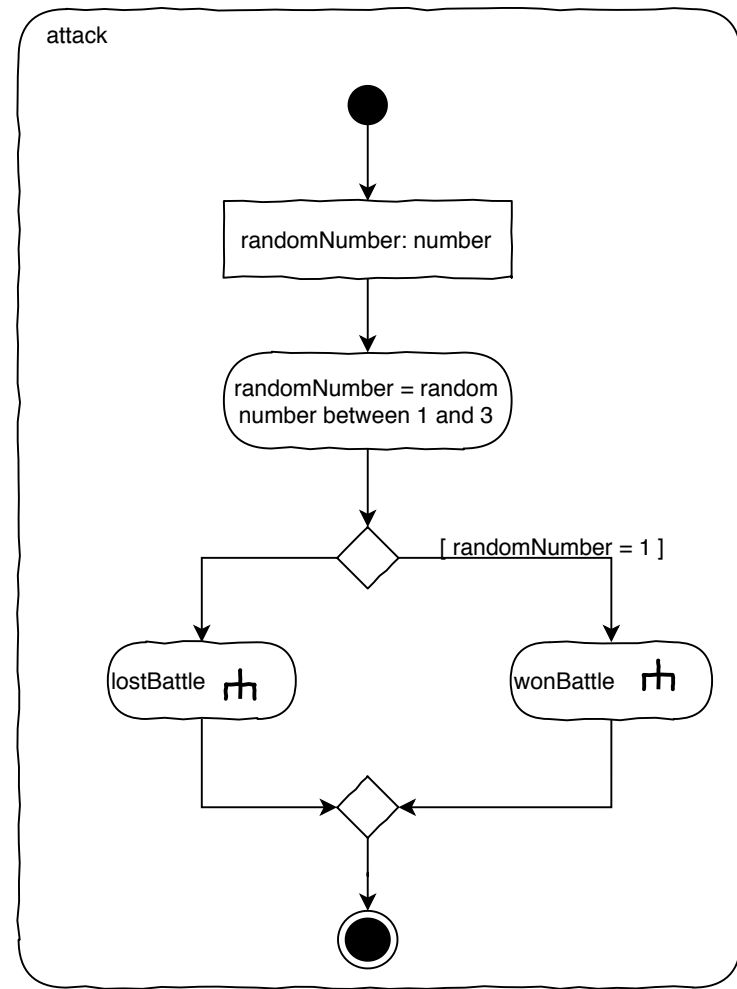 attack
randomNumber: number
randomNumber = random
number between 1 and 3
[ randomNumber = 1 ]
lostBattle
wonBattle